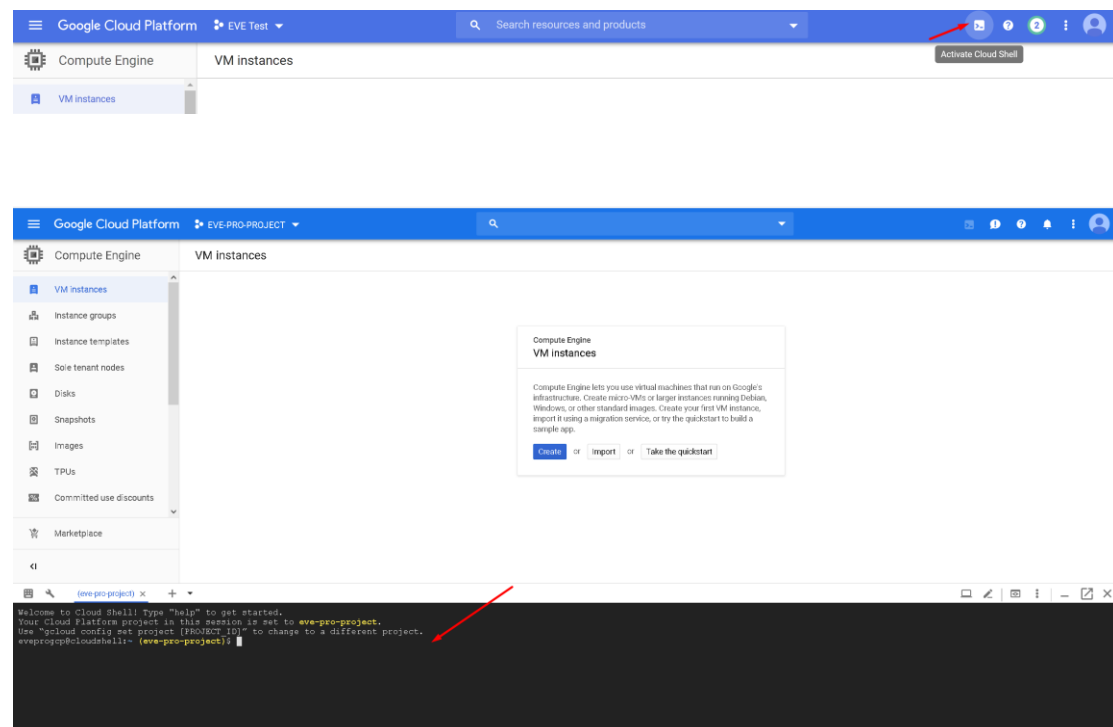 Google Cloud Platform EVE Test Search resources and products 2
Compute Engine VM instances Activate Cloud Shell
VM instances
Google Cloud Platform EVE-PRO-PROJECT
Compute Engine VM instances
VM instances
Instance groups
Instance templates
Sole tenant nodes
Disks
Snapshots
Images
TPUs
Committed use discounts
Marketplace
Compute Engine
VM instances
Compute Engine lets you use virtual machines that run on Google's
infrastructure. Create micro-VMs or larger instances running Debian,
Windows, or other standard images. Create your first VM instance,
import it using a migration service, or try the quickstart to build a
sample app.
Create or Import or Take the quickstart
(eve-pro-project) × +
Welcome to Cloud Shell! Type "help" to get started.
Your Cloud Platform project in this session is set to eve-pro-project.
Use "gcloud config set project [PROJECT_ID]" to change to a different project.
eveprogcp@cloudshell:~ (eve-pro-project)$